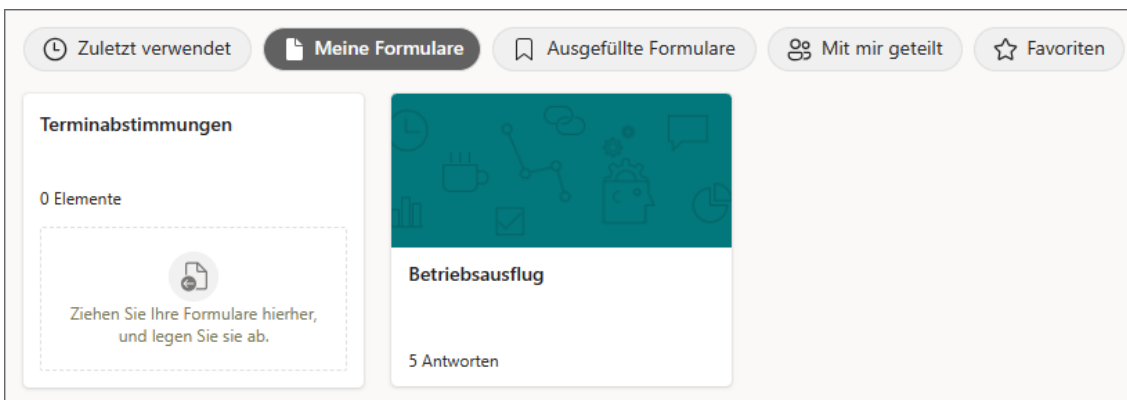 Zuletzt verwendet
Meine Formulare
Ausgefüllte Formulare
Mit mir geteilt
Favoriten
Terminabstimmungen
0 Elemente
Ziehen Sie Ihre Formulare hierher,
und legen Sie sie ab.
Betriebsausflug
5 Antworten